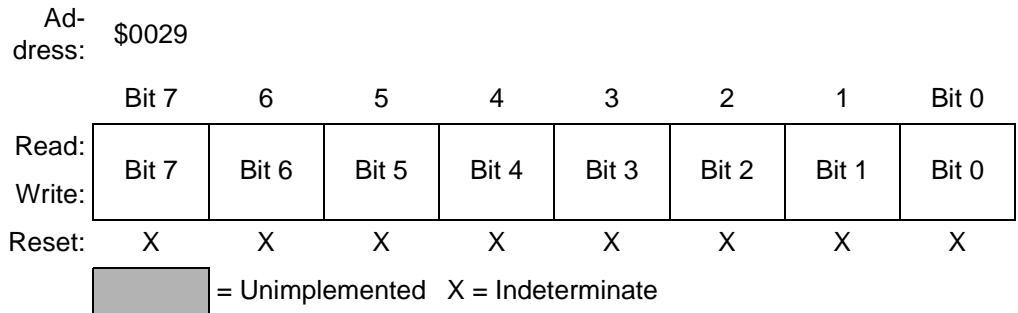 Ad-
dress: $0029
Bit 7 6 5 4 3 2 1 Bit 0
Read:
Bit 7 Bit 6 Bit 5 Bit 4 Bit 3 Bit 2 Bit 1 Bit 0
Write:
Reset: X X X X X X X X
= Unimplemented X = Indeterminate